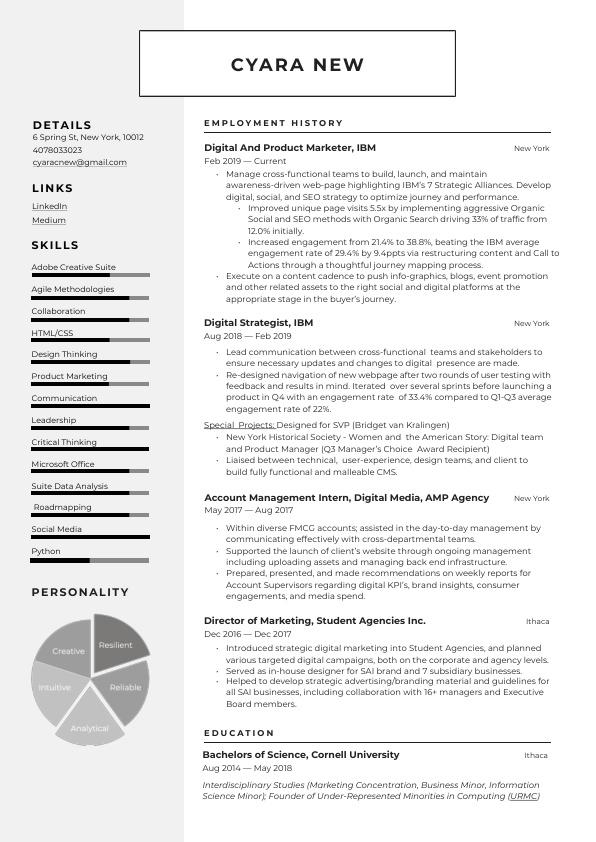 CYARA NEW
DETAILS
6 Spring St, New York, 10012
4078033023
cyaracnew@gmail.com
LINKS
LinkedIn
Medium
SKILLS
Adobe Creative Suite
Agile Methodologies
Collaboration
HTML/CSS
Design Thinking
Product Marketing
Communication
Leadership
Critical Thinking
Microsoft Office
Suite Data Analysis
Roadmapping
Social Media
Python
PERSONALITY
Resilient
Creative
Intuitive
Reliable
Analytical
EMPLOYMENT HISTORY
Digital And Product Marketer, IBM New York
Feb 2019 — Current
• Manage cross-functional teams to build, launch, and maintain
awareness-driven web-page highlighting IBM's 7 Strategic Alliances. Develop
digital, social, and SEO strategy to optimize journey and performance.
• Improved unique page visits 5.5x by implementing aggressive Organic
Social and SEO methods with Organic Search driving 33% of traffic from
12.0% initially.
• Increased engagement from 21.4% to 38.8%, beating the IBM average
engagement rate of 29.4% by 9.4ppts via restructuring content and Call to
Actions through a thoughtful journey mapping process.
• Execute on a content cadence to push info-graphics, blogs, event promotion
and other related assets to the right social and digital platforms at the
appropriate stage in the buyer's journey.
Digital Strategist, IBM New York
Aug 2018 — Feb 2019
• Lead communication between cross-functional teams and stakeholders to
ensure necessary updates and changes to digital presence are made.
• Re-designed navigation of new webpage after two rounds of user testing with
feedback and results in mind. Iterated over several sprints before launching a
product in Q4 with an engagement rate of 33.4% compared to Q1-Q3 average
engagement rate of 22%.
Special Projects: Designed for SVP (Bridget van Kralingen)
• New York Historical Society - Women and the American Story: Digital team
and Product Manager (Q3 Manager's Choice Award Recipient)
• Liaised between technical, user-experience, design teams, and client to
build fully functional and malleable CMS.
Account Management Intern, Digital Media, AMP Agency New York
May 2017 — Aug 2017
• Within diverse FMCG accounts; assisted in the day-to-day management by
communicating effectively with cross-departmental teams.
• Supported the launch of client's website through ongoing management
including uploading assets and managing back end infrastructure.
• Prepared, presented, and made recommendations on weekly reports for
Account Supervisors regarding digital KPI's, brand insights, consumer
engagements, and media spend.
Director of Marketing, Student Agencies Inc. Ithaca
Dec 2016 — Dec 2017
• Introduced strategic digital marketing into Student Agencies, and planned
various targeted digital campaigns, both on the corporate and agency levels.
• Served as in-house designer for SAI brand and 7 subsidiary businesses.
• Helped to develop strategic advertising/branding material and guidelines for
all SAI businesses, including collaboration with 16+ managers and Executive
Board members.
EDUCATION
Bachelors of Science, Cornell University Ithaca
Aug 2014 — May 2018
Interdisciplinary Studies (Marketing Concentration, Business Minor, Information
Science Minor); Founder of Under-Represented Minorities in Computing (URMC)